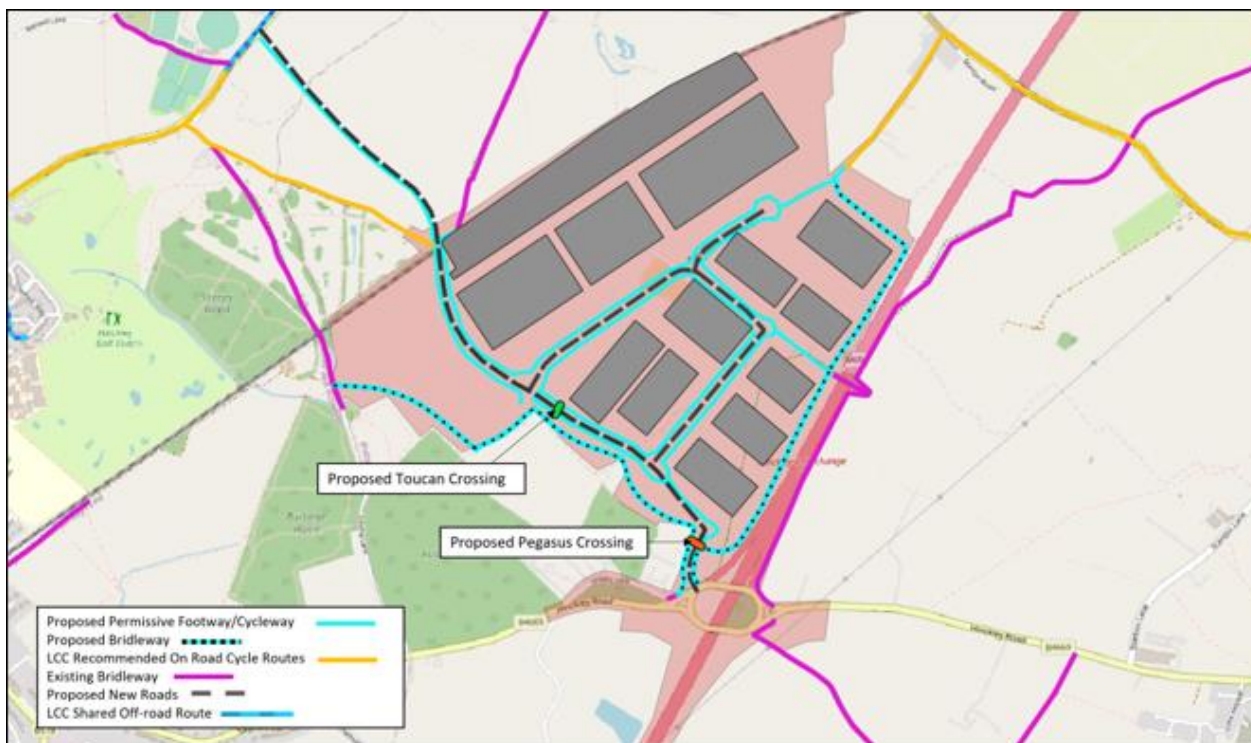 Proposed Toucan Crossing
Proposed Pegasus Crossing
Hinckley Road
B4669
Proposed Permissive Footway/Cycleway
Proposed Bridleway
LCC Recommended On Road Cycle Routes
Existing Bridleway
Proposed New Roads
LCC Shared Off-road Route